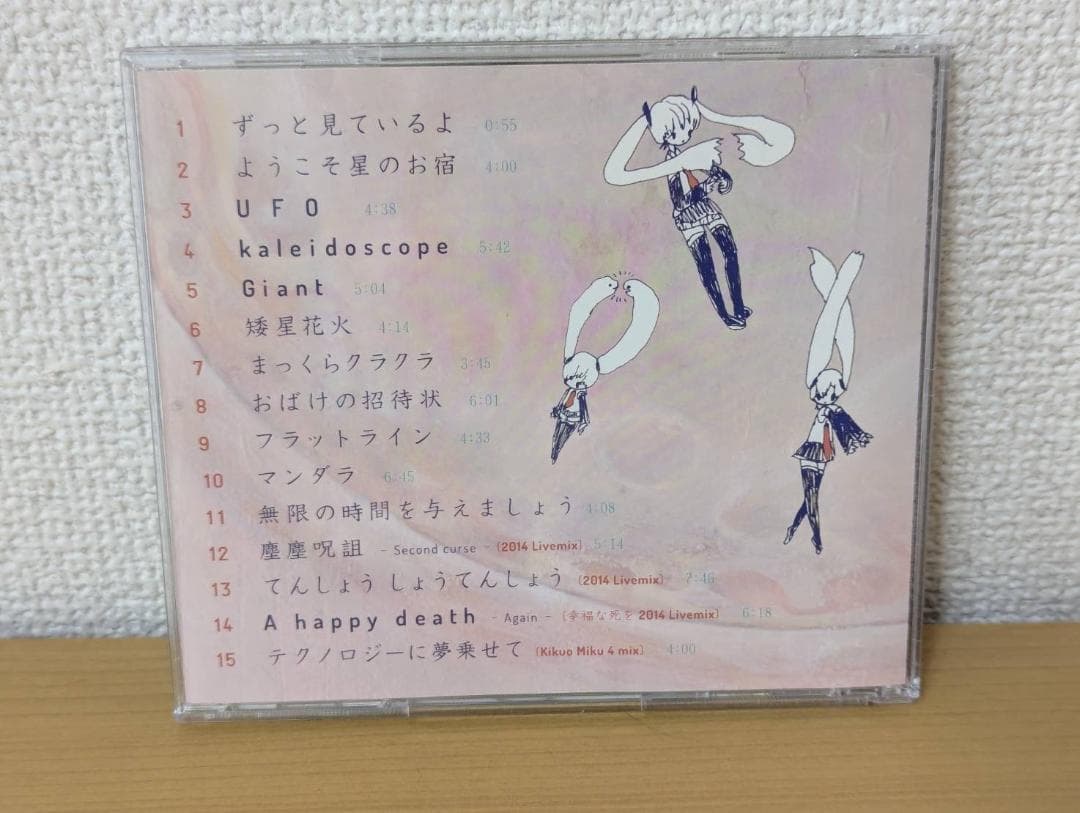 1 ずっと見ているよ 0:55
2 ようこそ星のお宿 4:00
3 UFO 4:38
4 kaleidoscope 5:42
5 Giant 5:04
6 矮星花火 4:14
7 まっくらクラクラ 3:45
8 おばけの招待状 6:01
9 フラットライン 4:33
10 マンダラ 6:45
11 無限の時間を与えましょう 4:08
12 塵塵呪詛 - Second curse - [2014 Livemix] 5:14
13 てんしょう しょうてんしょう [2014 Livemix] 7:46
14 A happy death - Again - [幸福な死を 2014 Livemix] 6:18
15 テクノロジーに夢乗せて [Kikuo Miku 4 mix] 4:00